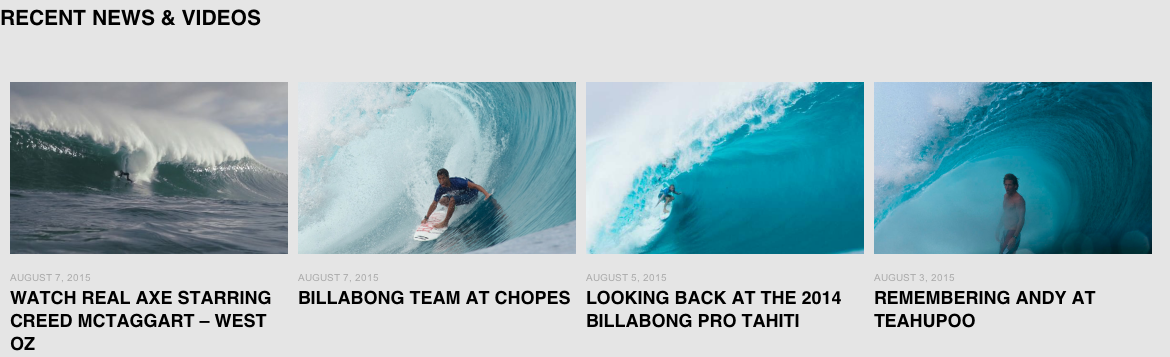 RECENT NEWS & VIDEOS
AUGUST 7, 2015
WATCH REAL AXE STARRING
CREED MCTAGGART – WEST
OZ
AUGUST 7, 2015
BILLABONG TEAM AT CHOPES
AUGUST 5, 2015
LOOKING BACK AT THE 2014
BILLABONG PRO TAHITI
AUGUST 3, 2015
REMEMBERING ANDY AT
TEAHUPOO